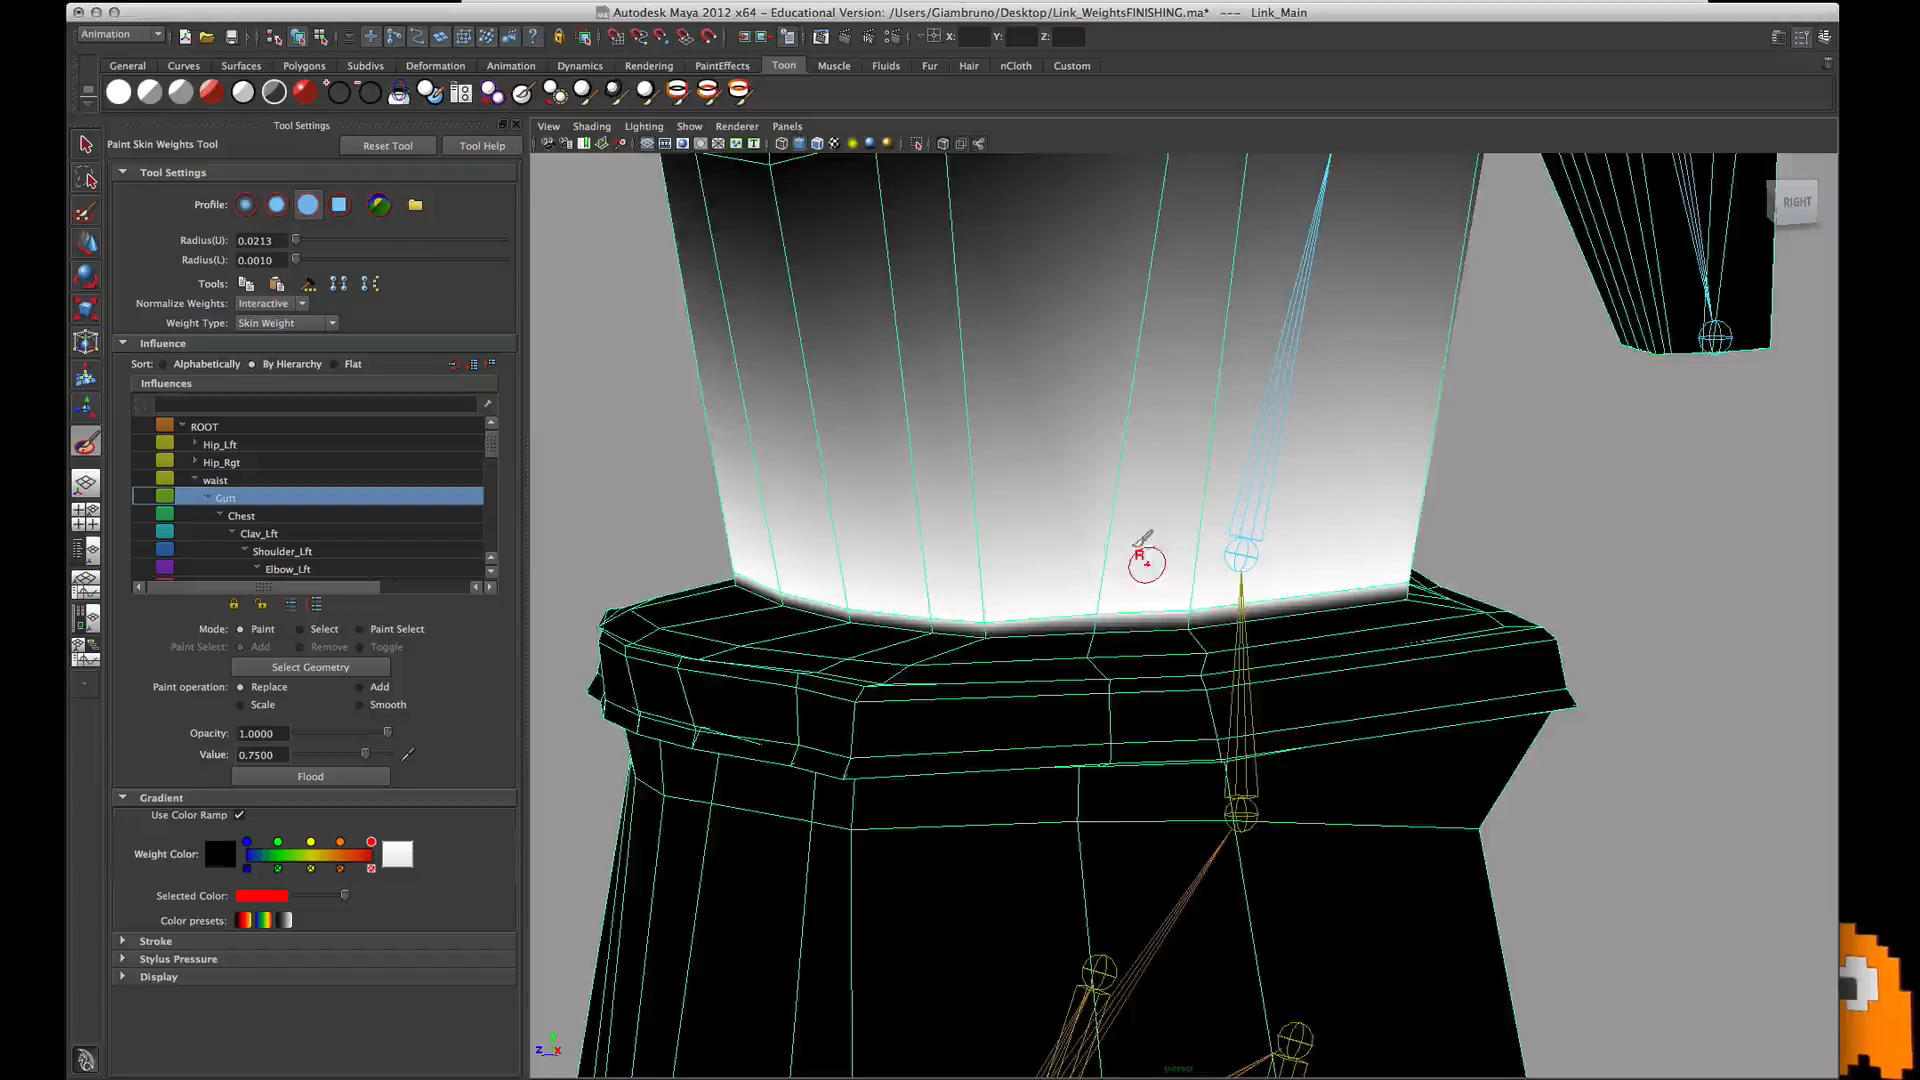 Autodesk Maya 2012 x64 - Educational Version: /Users/Giambruno/Desktop/Link_WeightsFINISHING.ma* --- Link_Main
Animation
X: Y: Z:
General Curves Surfaces Polygons Subdivs Deformation Animation Dynamics Rendering PaintEffects Toon Muscle Fluids Fur Hair nCloth Custom
Tool Settings
Paint Skin Weights Tool Reset Tool Tool Help
View Shading Lighting Show Renderer Panels
Tool Settings
Profile:
Radius(U): 0.0213
Radius(L): 0.0010
Tools:
Normalize Weights: Interactive
Weight Type: Skin Weight
Influence
Sort: Alphabetically By Hierarchy Flat
Influences
ROOT
Hip_Lft
Hip_Rgt
waist
Gutt
Chest
Clav_Lft
Shoulder_Lft
Elbow_Lft
Mode: Paint Select Paint Select
Paint Select: Add Remove Toggle
Select Geometry
Paint operation: Replace Add
Scale Smooth
Opacity: 1.0000
Value: 0.7500
Flood
Gradient
Use Color Ramp
Weight Color:
Selected Color:
Color presets:
Stroke
Stylus Pressure
Display
RIGHT
R
z x
persp